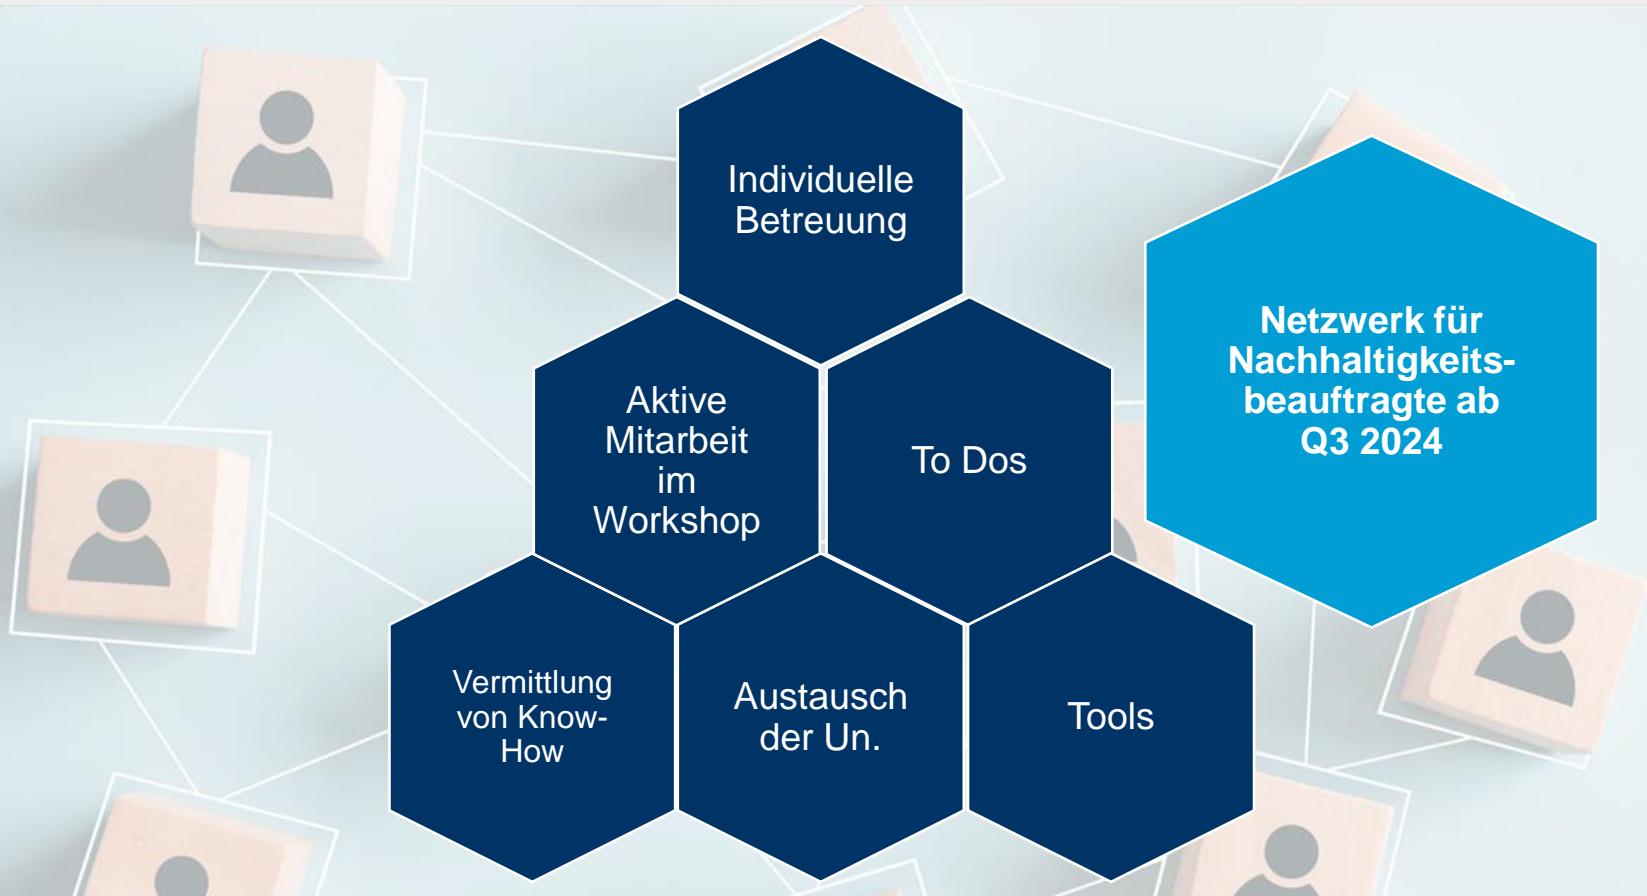 Individuelle
Betreuung
Netzwerk für
Nachhaltigkeits-
beauftragte ab
Q3 2024
Aktive
Mitarbeit
im
Workshop
To Dos
Vermittlung
von Know-
How
Austausch
der Un.
Tools